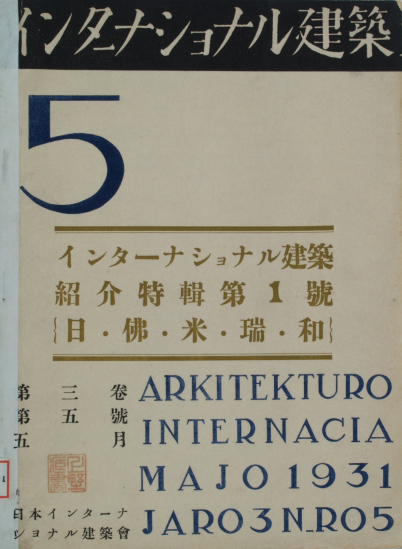 インターナショナル建築
5
インターナショナル建築
紹介特輯第1號
{日・佛・米・瑞・和}
第三卷
第五號
五月
日本インターナ
ショナル建築會
ARKITEKTURO
INTERNACIA
MAJO 1931
JARO 3 N_RO 5